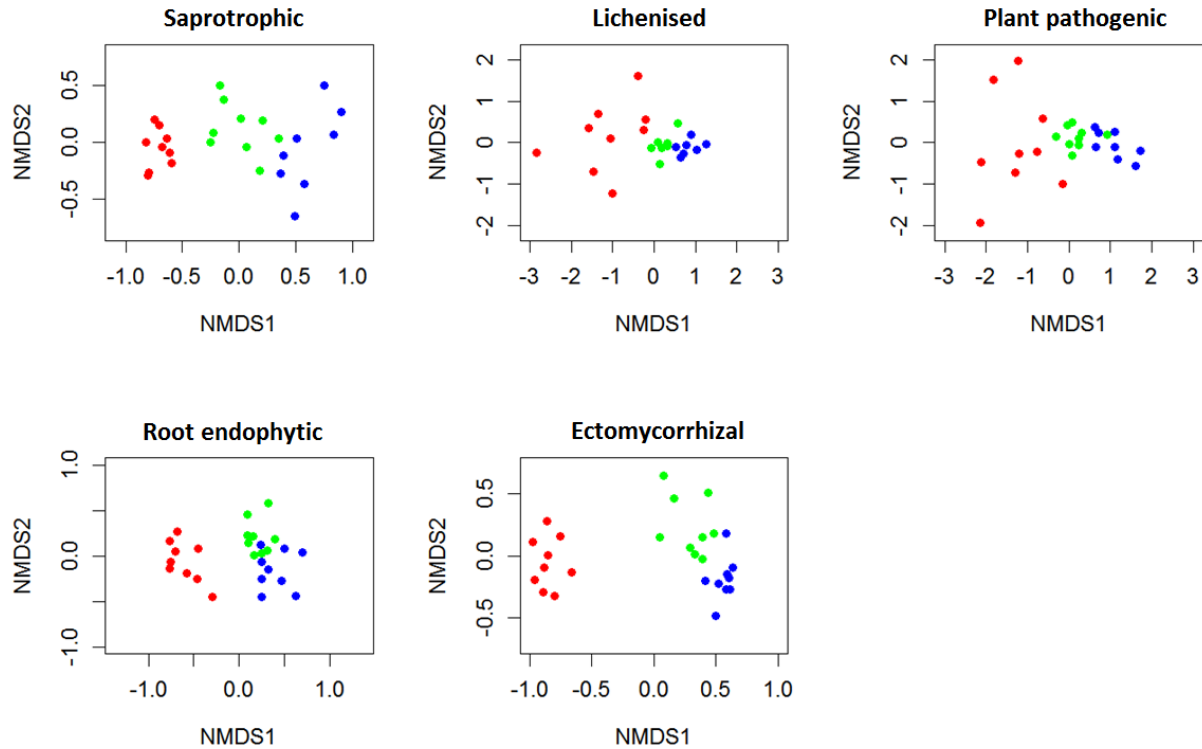 Saprotrophic
NMDS2
0.5
0.0
-0.5
-1.0 -0.5 0.0 0.5 1.0
NMDS1
Lichenised
NMDS2
2
1
0
-1
-2
-3 -2 -1 0 1 2 3
NMDS1
Plant pathogenic
NMDS2
2
1
0
-1
-2
-3 -2 -1 0 1 2 3
NMDS1
Root endophytic
NMDS2
1.0
0.0
-1.0
-1.0 0.0 1.0
NMDS1
Ectomycorrhizal
NMDS2
0.5
0.0
-0.5
-1.0 -0.5 0.0 0.5 1.0
NMDS1